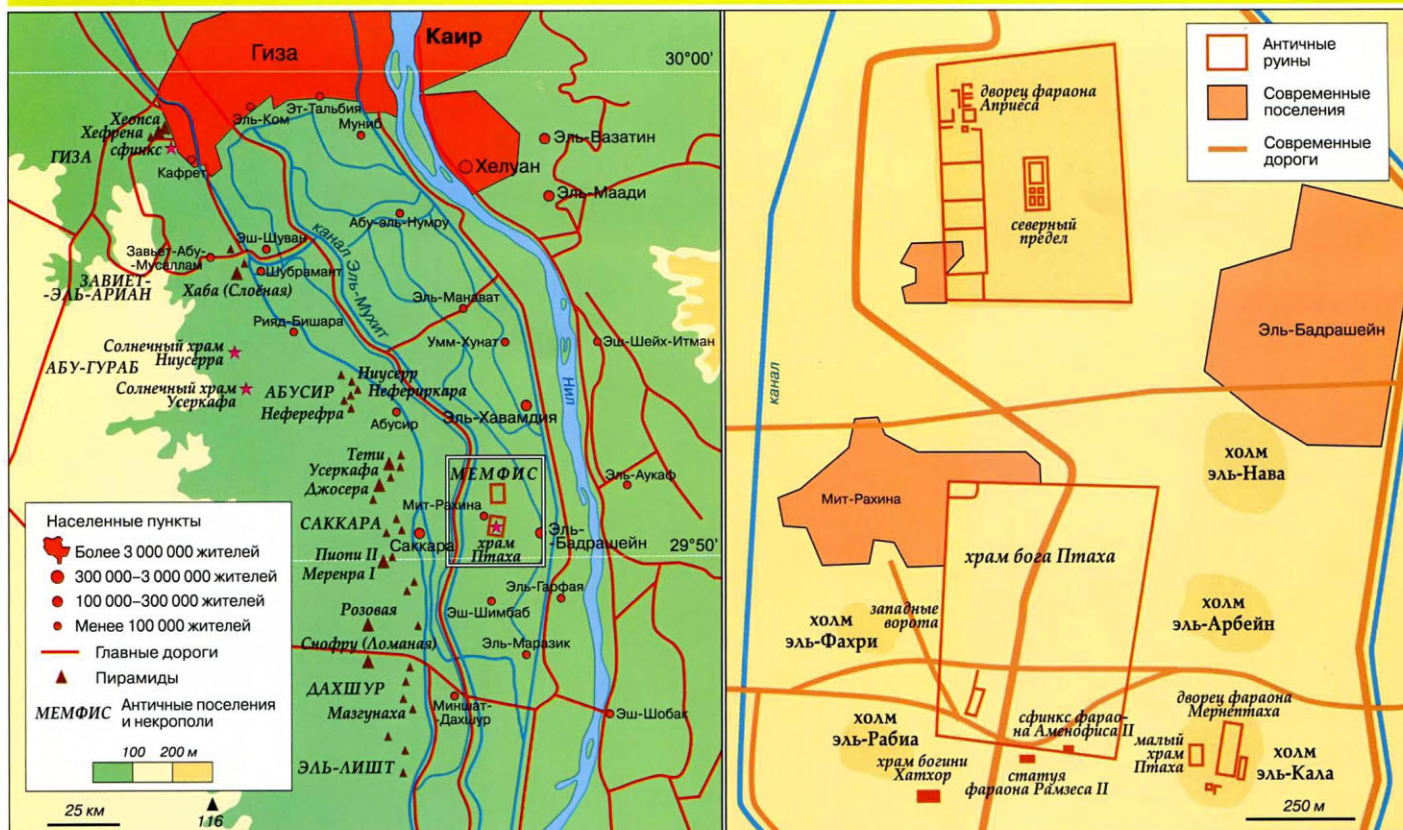 Гиза
Каир
30°00'
Эт-Тальбия
Эль-Ком
Муниб
Хеопса
Хефрена
сфинкс
ГИЗА
Кафрет
Эль-Вазатин
Хелуан
Эль-Маади
Абу-эль-Нумру
Эш-Шуван
канал Эль-Мухит
Завьет-Абу-
-Мусаллам
Шубрамант
ЗАВИЕТ-
-ЭЛЬ-АРИАН
Хаба (Слоёная)
Эль-Манават
Рияд-Бишара
Умм-Хунат
Эш-Шейх-Итман
Солнечный храм
Ниусерра
АБУ-ГУРАБ
Солнечный храм
Усеркафа
Ниусерр
АБУСИР
Нефериркара
Неферефра
Нил
Абусир
Эль-Хавамдия
Тети
Усеркафа
Джосера
МЕМФИС
Эль-Аукаф
Мит-Рахина
САККАРА
Саккара
храм
Птаха
Эль-
-Бадрашейн
29°50'
Пиопи II
Меренра I
Эль-Гарфая
Эш-Шимбаб
Розовая
Снофру (Ломаная)
Эль-Маразик
ДАХШУР
Мазгунаха
Миншат-
-Дахшур
Эш-Шобак
ЭЛЬ-ЛИШТ
Населенные пункты
Более 3 000 000 жителей
300 000–3 000 000 жителей
100 000–300 000 жителей
Менее 100 000 жителей
Главные дороги
Пирамиды
МЕМФИС Античные поселения
и некрополи
100 200 м
25 км
116
Античные
руины
Современные
поселения
Современные
дороги
дворец фараона
Априеса
северный
предел
канал
Эль-Бадрашейн
холм
эль-Нава
Мит-Рахина
храм бога Птаха
западные
ворота
холм
эль-Фахри
холм
эль-Арбейн
дворец фараона
Мернептаха
холм
эль-Рабиа
сфинкс фарао-
на Аменофиса II
малый
храм
Птаха
холм
эль-Кала
храм богини
Хатхор
статуя
фараона Рамзеса II
250 м